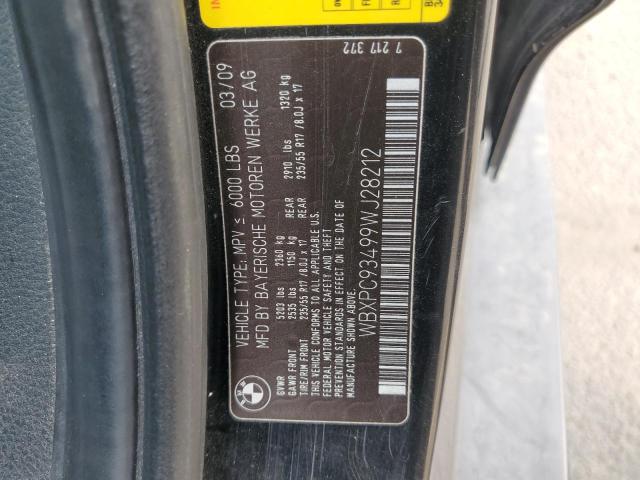 VEHICLE TYPE: MPV ≤ 6000 LBS 03/09
MFD BY BAYERISCHE MOTOREN WERKE AG
GVWR 5203 lbs 2360 kg
GAWR FRONT 2535 lbs 1150 kg REAR 2910 lbs 1320 kg
TIRE/RIM FRONT 235/55 R17 /8.0J x 17 REAR 235/55 R17 /8.0J x 17
THIS VEHICLE CONFORMS TO ALL APPLICABLE U.S.
FEDERAL MOTOR VEHICLE SAFETY AND THEFT
PREVENTION STANDARDS IN EFFECT ON THE DATE OF
MANUFACTURE SHOWN ABOVE.
WBXPC93499WJ28212
7 217 372
BMW